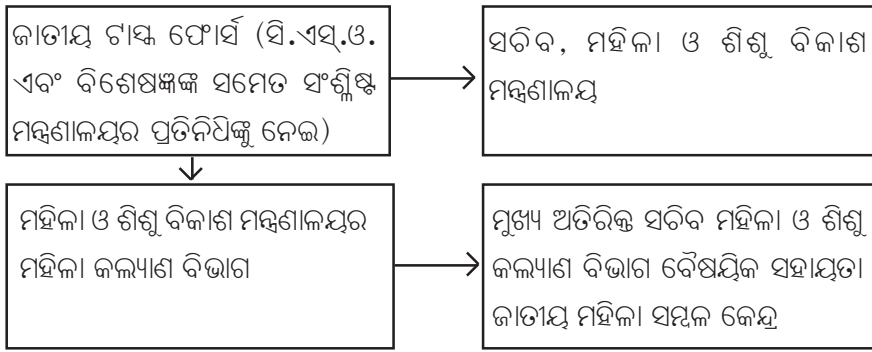 ଜାତୀୟ ଟାସ୍କ ଫୋର୍ସ (ସି.ଏସ୍.ଓ.
ଏବଂ ବିଶେଷଜ୍ଞଙ୍କ ସମେତ ସଂଶ୍ଳିଷ୍ଟ
ମନ୍ତ୍ରଣାଳୟର ପ୍ରତିନିଧିଙ୍କୁ ନେଇ)
ସଚିବ, ମହିଳା ଓ ଶିଶୁ ବିକାଶ
ମନ୍ତ୍ରଣାଳୟ
ମହିଳା ଓ ଶିଶୁ ବିକାଶ ମନ୍ତ୍ରଣାଳୟର
ମହିଳା କଲ୍ୟାଣ ବିଭାଗ
ମୁଖ୍ୟ ଅତିରିକ୍ତ ସଚିବ ମହିଳା ଓ ଶିଶୁ
କଲ୍ୟାଣ ବିଭାଗ ବୈଷୟିକ ସହାୟତା
ଜାତୀୟ ମହିଳା ସମ୍ବଳ କେନ୍ଦ୍ର